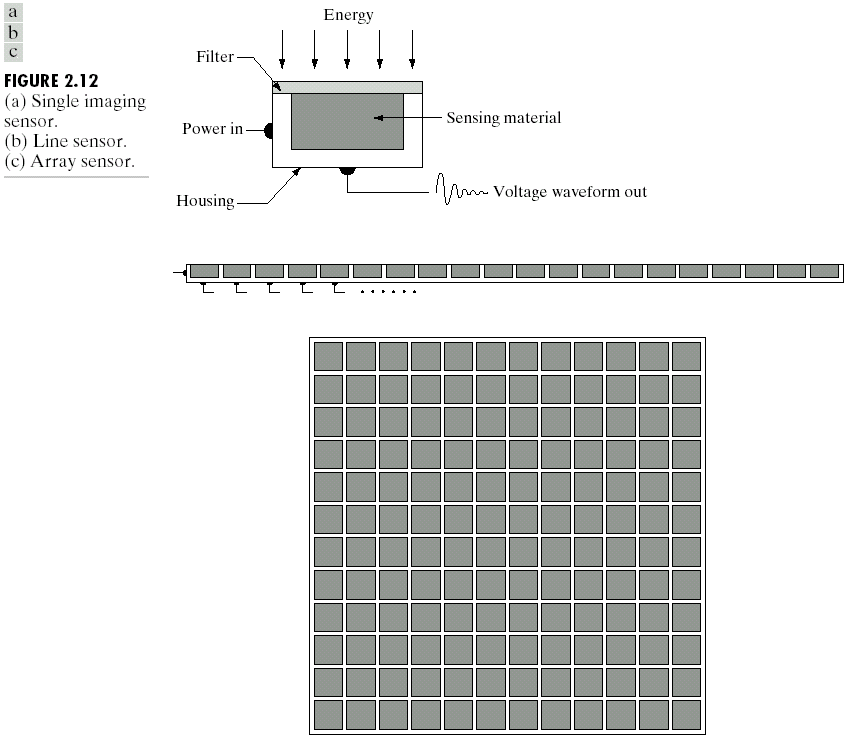 a
b
c
FIGURE 2.12
(a) Single imaging
sensor.
(b) Line sensor.
(c) Array sensor.
Energy
Filter
Power in
Sensing material
Housing
Voltage waveform out